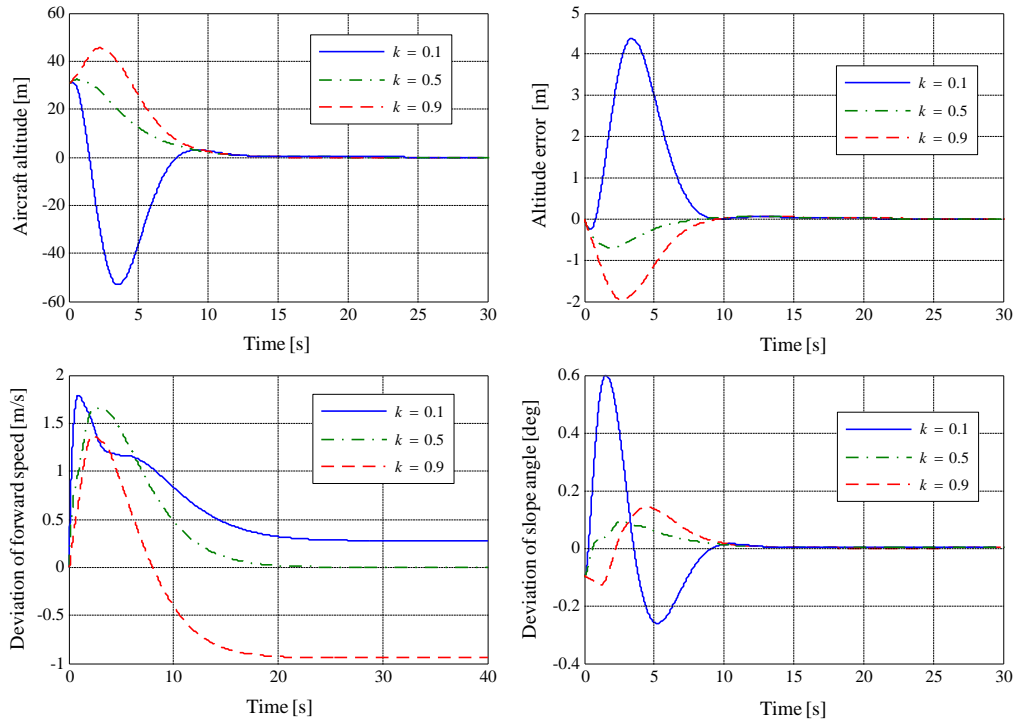 60
40
20
0
-20
-40
-60
Aircraft altitude [m]
k = 0.1
k = 0.5
k = 0.9
0 5 10 15 20 25 30
Time [s]
5
4
3
2
1
0
-1
-2
Altitude error [m]
k = 0.1
k = 0.5
k = 0.9
0 5 10 15 20 25 30
Time [s]
2
1.5
1
0.5
0
-0.5
-1
Deviation of forward speed [m/s]
k = 0.1
k = 0.5
k = 0.9
0 10 20 30 40
Time [s]
0.6
0.4
0.2
0
-0.2
-0.4
Deviation of slope angle [deg]
k = 0.1
k = 0.5
k = 0.9
0 5 10 15 20 25 30
Time [s]